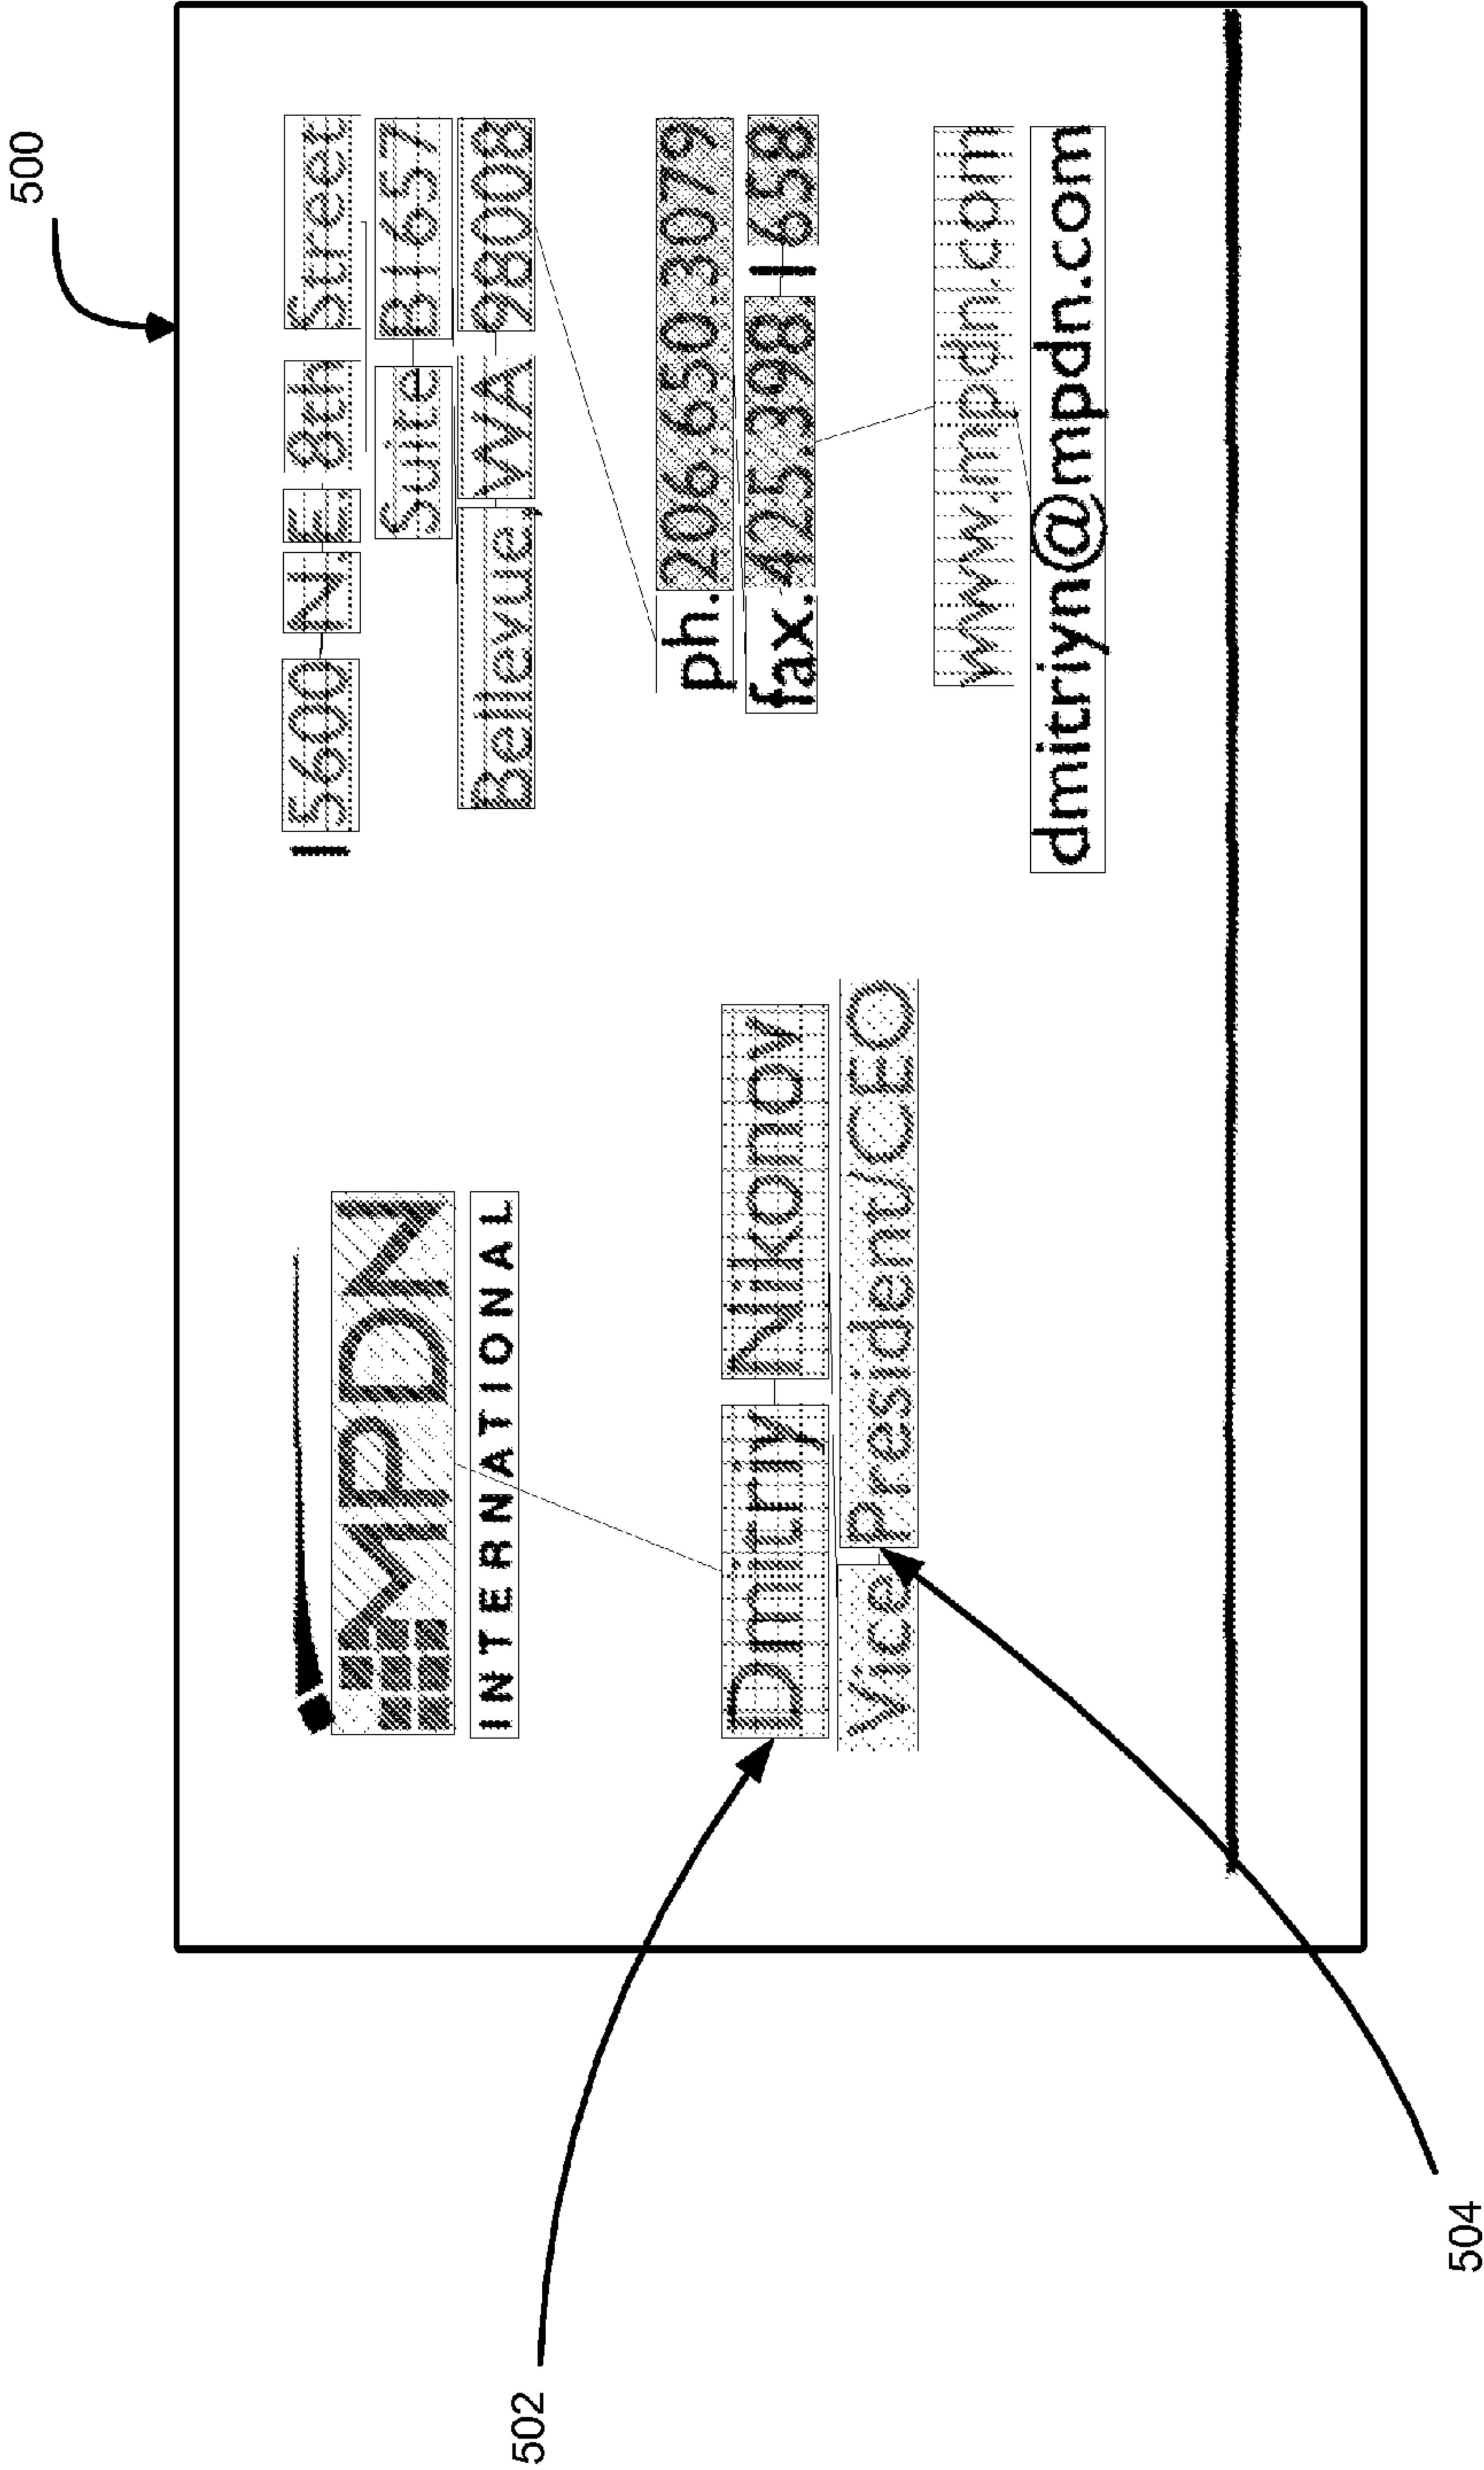 500
MPDN
INTERNATIONAL
Dmitriy Nikonov
Vice President/CEO
15600 N.E. 8th Street
Suite B1657
Bellevue, WA 98008
ph. 206.650.3079
fax. 425.398.1658
www.mpdn.com
dmitriyn@mpdn.com
502
504